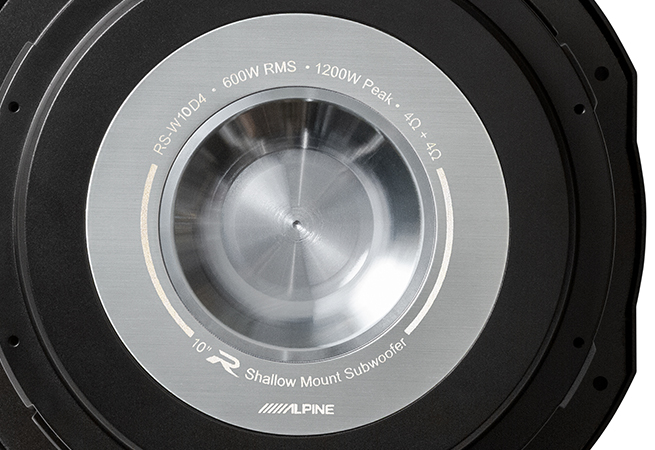 RS-W10D4 • 600W RMS • 1200W Peak • 4Ω + 4Ω
10" R Shallow Mount Subwoofer
ALPINE